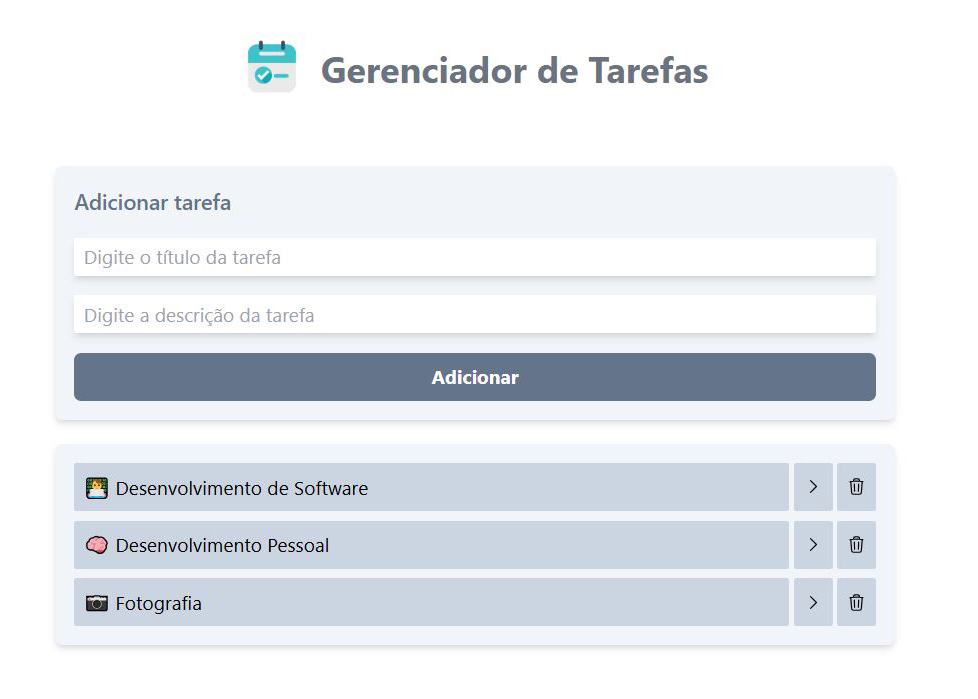 Gerenciador de Tarefas
Adicionar tarefa
Digite o título da tarefa
Digite a descrição da tarefa
Adicionar
Desenvolvimento de Software
Desenvolvimento Pessoal
Fotografia